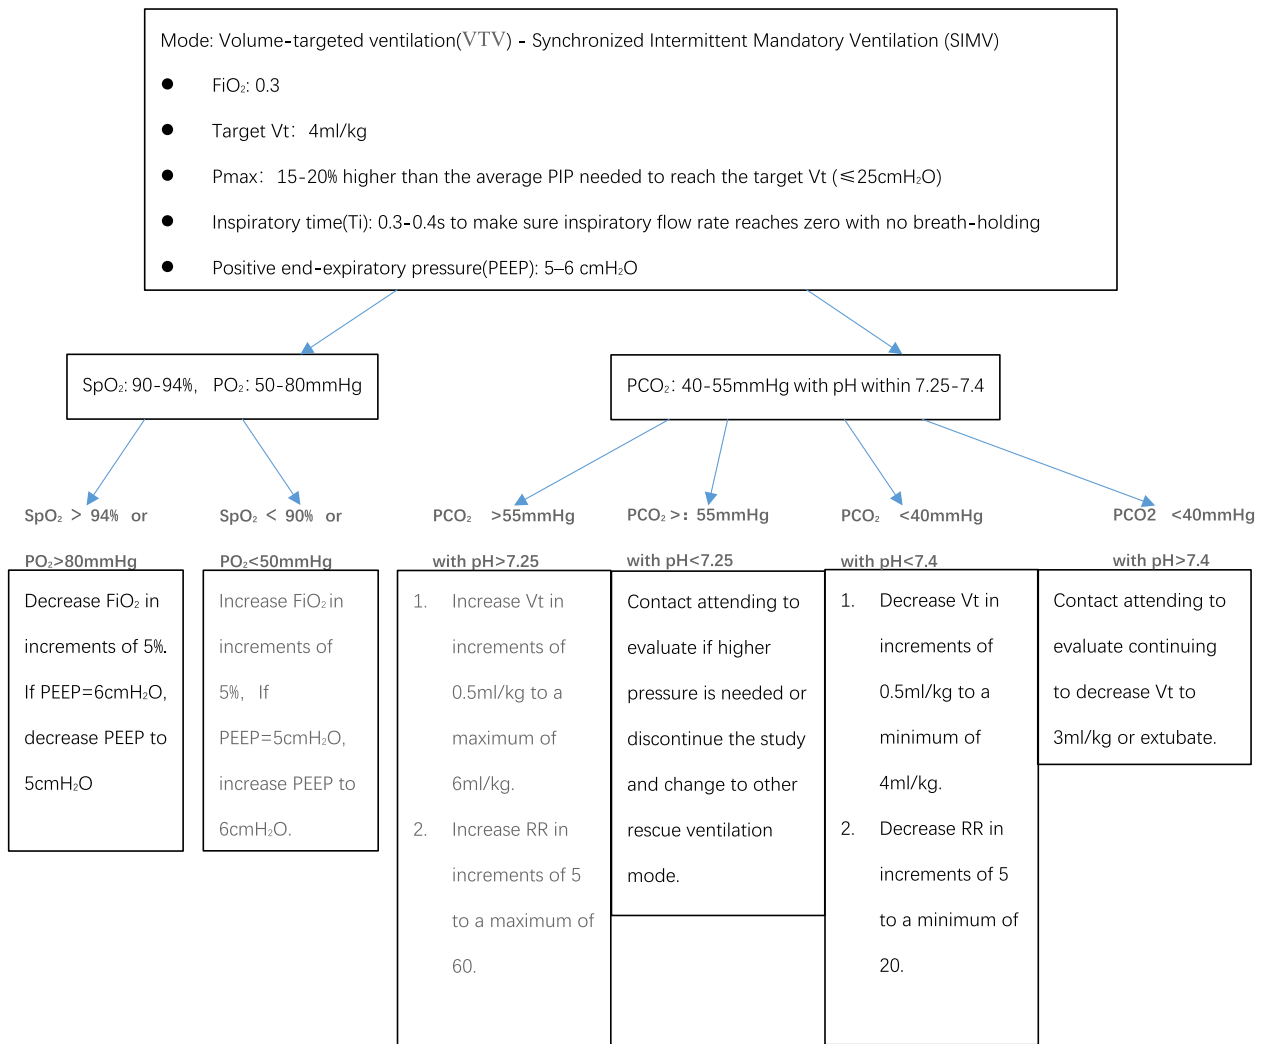 Mode: Volume-targeted ventilation(VTV) - Synchronized Intermittent Mandatory Ventilation (SIMV)
● FiO₂: 0.3
● Target Vt： 4ml/kg
● Pmax： 15-20% higher than the average PIP needed to reach the target Vt (≤25cmH₂O)
● Inspiratory time(Ti): 0.3-0.4s to make sure inspiratory flow rate reaches zero with no breath-holding
● Positive end-expiratory pressure(PEEP): 5–6 cmH₂O
SpO₂: 90-94%, PO₂: 50-80mmHg
PCO₂: 40-55mmHg with pH within 7.25-7.4
SpO₂ > 94% or
PO₂>80mmHg
Decrease FiO₂ in
increments of 5%.
If PEEP=6cmH₂O,
decrease PEEP to
5cmH₂O
SpO₂ < 90% or
PO₂<50mmHg
Increase FiO₂ in
increments of
5%, If
PEEP=5cmH₂O,
increase PEEP to
6cmH₂O.
PCO₂ >55mmHg
with pH>7.25
1. Increase Vt in
increments of
0.5ml/kg to a
maximum of
6ml/kg.
2. Increase RR in
increments of 5
to a maximum of
60.
PCO₂ >: 55mmHg
with pH<7.25
Contact attending to
evaluate if higher
pressure is needed or
discontinue the study
and change to other
rescue ventilation
mode.
PCO₂ <40mmHg
with pH<7.4
1. Decrease Vt in
increments of
0.5ml/kg to a
minimum of
4ml/kg.
2. Decrease RR in
increments of 5
to a minimum of
20.
PCO2 <40mmHg
with pH>7.4
Contact attending to
evaluate continuing
to decrease Vt to
3ml/kg or extubate.